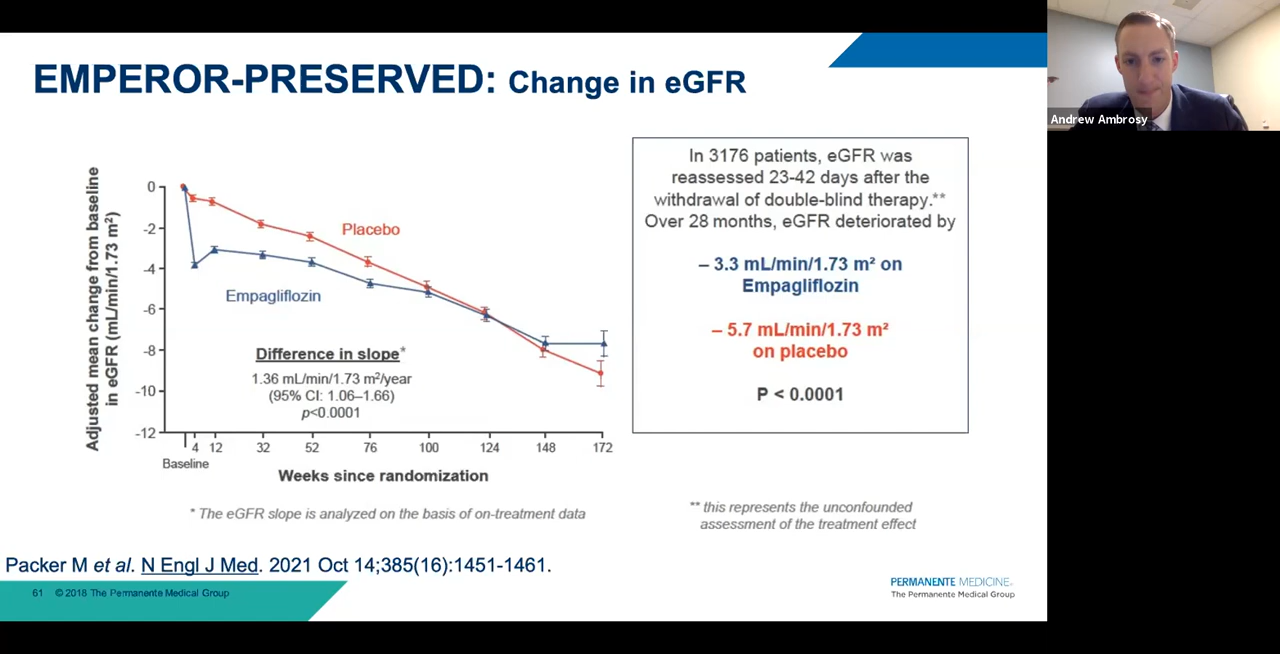 EMPEROR-PRESERVED: Change in eGFR
Andrew Ambrosy
Adjusted mean change from baseline
in eGFR (mL/min/1.73 m²)
0
-2
-4
-6
-8
-10
-12
Placebo
Empagliflozin
Difference in slope*
1.36 mL/min/1.73 m²/year
(95% CI: 1.06–1.66)
p<0.0001
4 12 32 52 76 100 124 148 172
Baseline
Weeks since randomization
* The eGFR slope is analyzed on the basis of on-treatment data
In 3176 patients, eGFR was
reassessed 23-42 days after the
withdrawal of double-blind therapy.**
Over 28 months, eGFR deteriorated by
– 3.3 mL/min/1.73 m² on
Empagliflozin
– 5.7 mL/min/1.73 m²
on placebo
P < 0.0001
** this represents the unconfounded
assessment of the treatment effect
Packer M et al. N Engl J Med. 2021 Oct 14;385(16):1451-1461.
61 © 2018 The Permanente Medical Group
PERMANENTE MEDICINE
The Permanente Medical Group